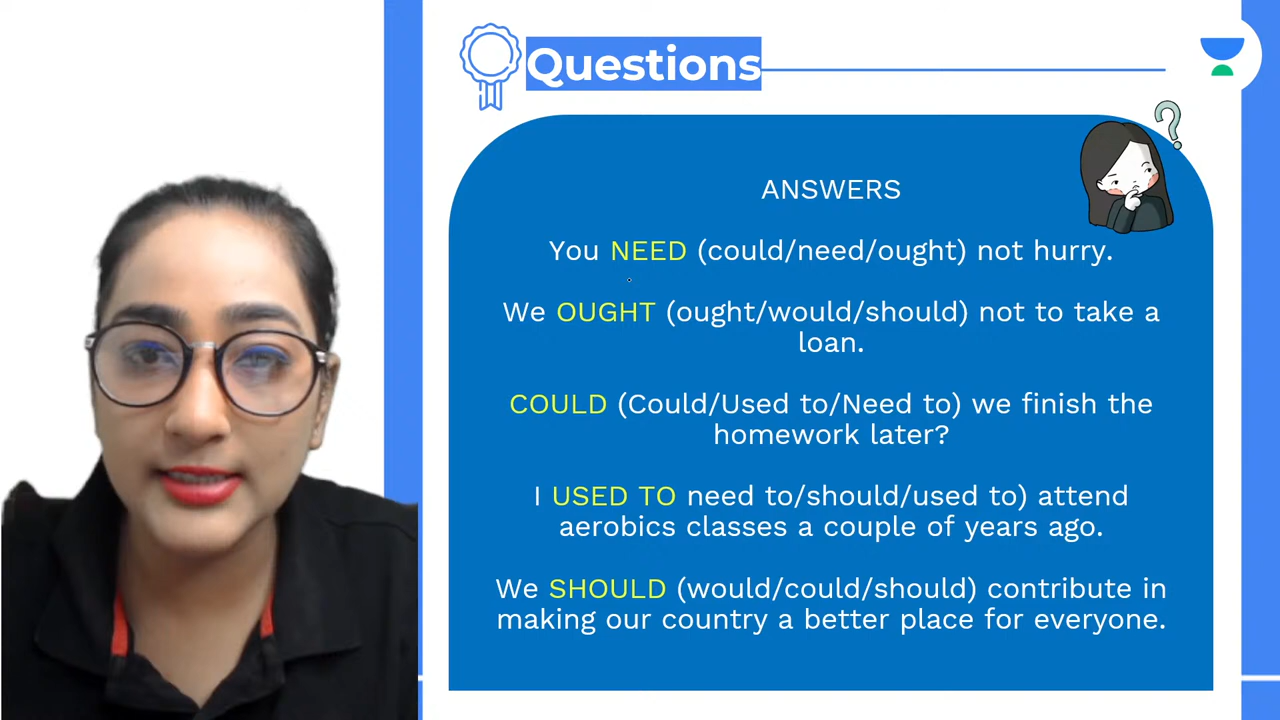 Questions
ANSWERS
You NEED (could/need/ought) not hurry.
We OUGHT (ought/would/should) not to take a
loan.
COULD (Could/Used to/Need to) we finish the
homework later?
I USED TO need to/should/used to) attend
aerobics classes a couple of years ago.
We SHOULD (would/could/should) contribute in
making our country a better place for everyone.